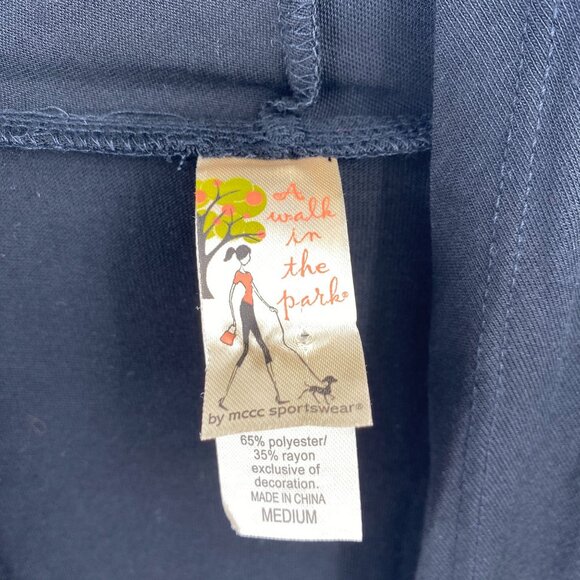 A
walk
in
the
park®
by mccc sportswear®
65% polyester/
35% rayon
exclusive of
decoration.
MADE IN CHINA
MEDIUM